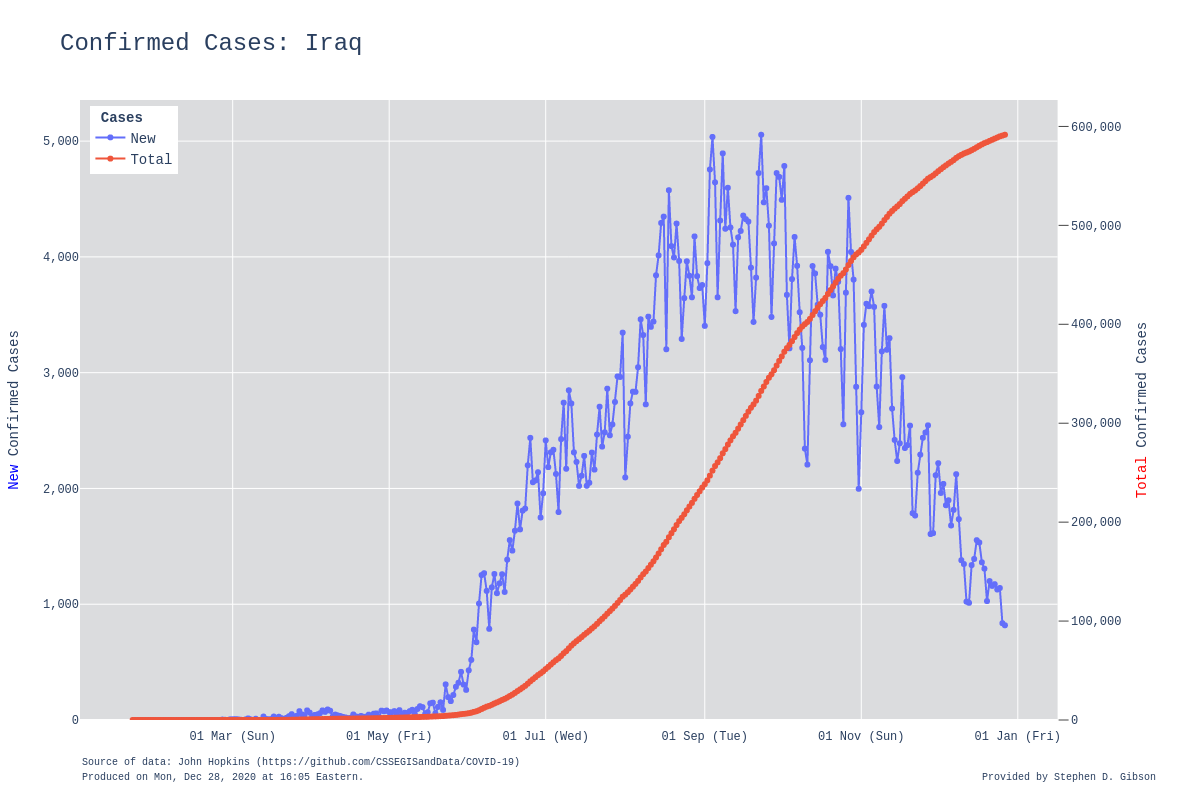 Confirmed Cases: Iraq
Cases
New
Total
5,000
4,000
3,000
2,000
1,000
0
600,000
500,000
400,000
300,000
200,000
100,000
0
New Confirmed Cases
Total Confirmed Cases
01 Mar (Sun)
01 May (Fri)
01 Jul (Wed)
01 Sep (Tue)
01 Nov (Sun)
01 Jan (Fri)
Source of data: John Hopkins (https://github.com/CSSEGISandData/COVID-19)
Produced on Mon, Dec 28, 2020 at 16:05 Eastern.
Provided by Stephen D. Gibson